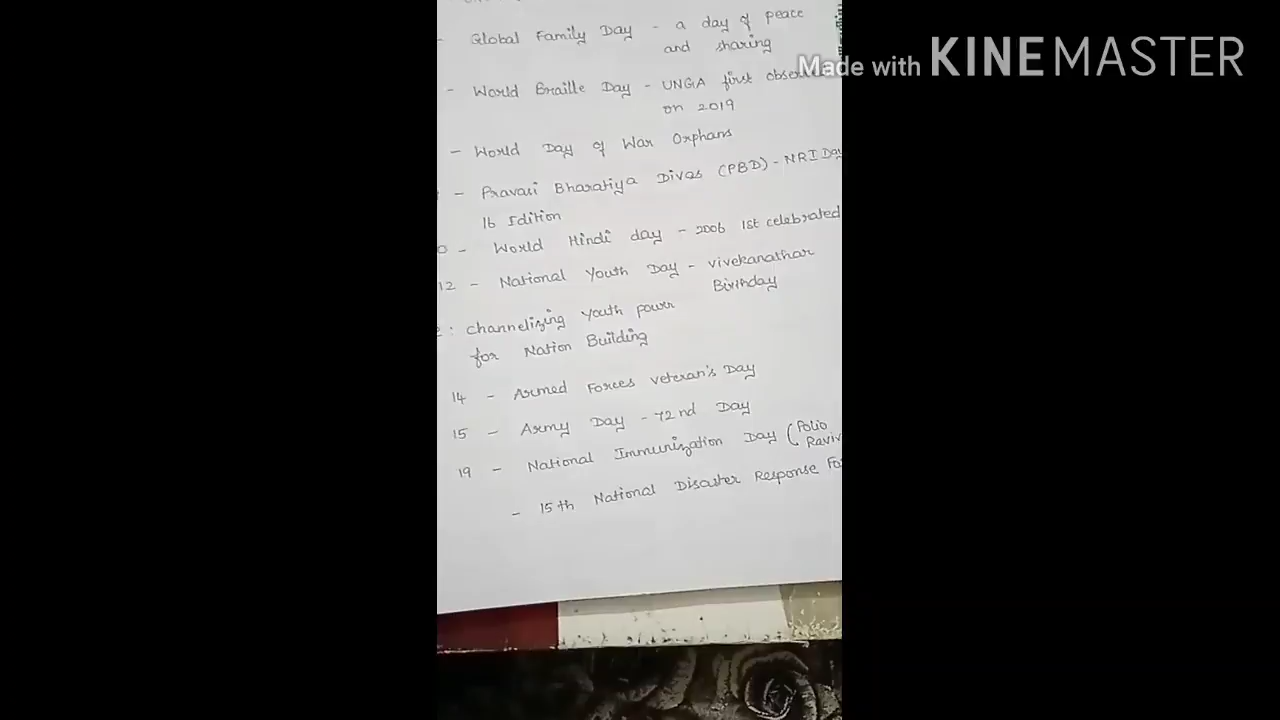 - Global Family Day - a day of peace
and sharing
Made with KINEMASTER
- World Braille Day - UNGA first
on 2019
- World Day of War Orphans
- Pravasi Bharatiya Divas (PBD) - NRI Day
16 Idition
- World Hindi day - 2006 1st celebrated
12 - National Youth Day - vivekanathar
Birthday
: channelizing youth power
for Nation Building
14 - Armed Forces veteran's Day
15 - Army Day - 72nd Day
19 - National Immunization Day (Polio
Ravi
- 15th National Disaster Response